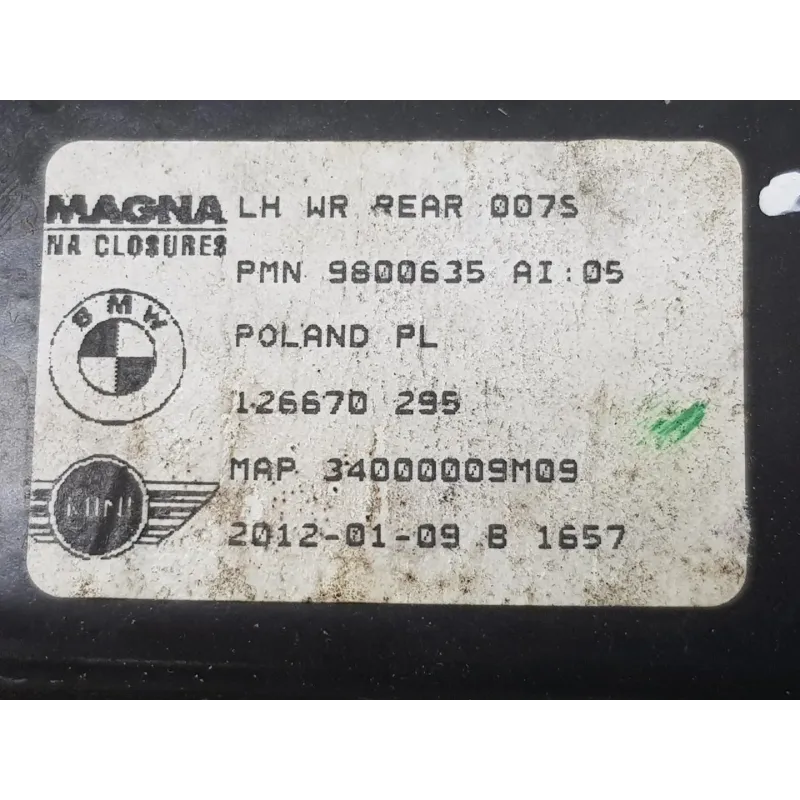 MAGNA
NA CLOSURES
LH WR REAR 007S
PMN 9800635 AI:05
BMW
POLAND PL
126670 295
MAP 34000009M09
2012-01-09 B 1657